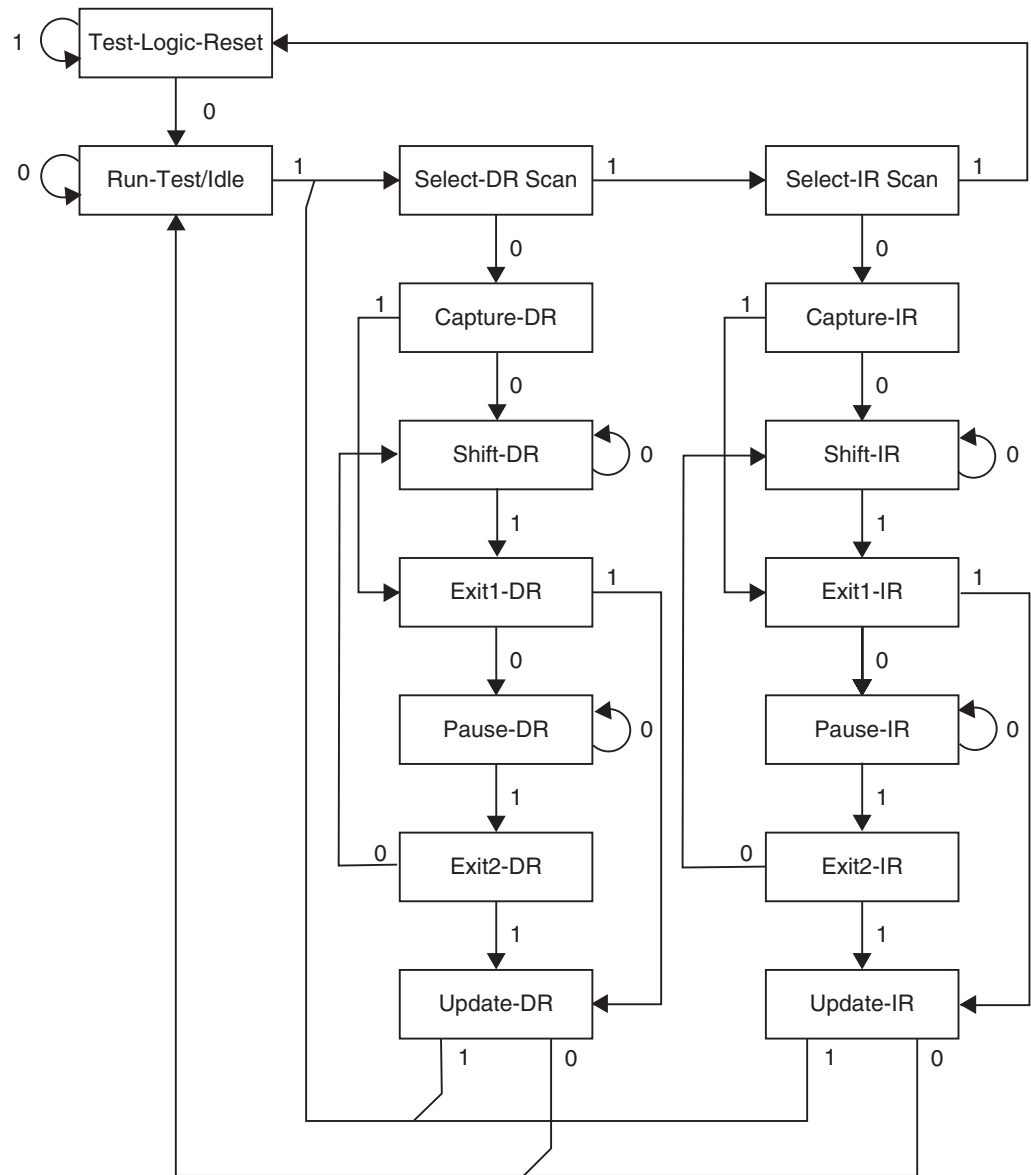 1 Test-Logic-Reset
0
0 Run-Test/Idle 1 Select-DR Scan 1 Select-IR Scan 1
0 0
1 Capture-DR 1 Capture-IR
0 0
Shift-DR 0 Shift-IR 0
1 1
Exit1-DR 1 Exit1-IR 1
0 0
Pause-DR 0 Pause-IR 0
1 1
0 Exit2-DR 0 Exit2-IR
1 1
Update-DR Update-IR
1 0 1 0